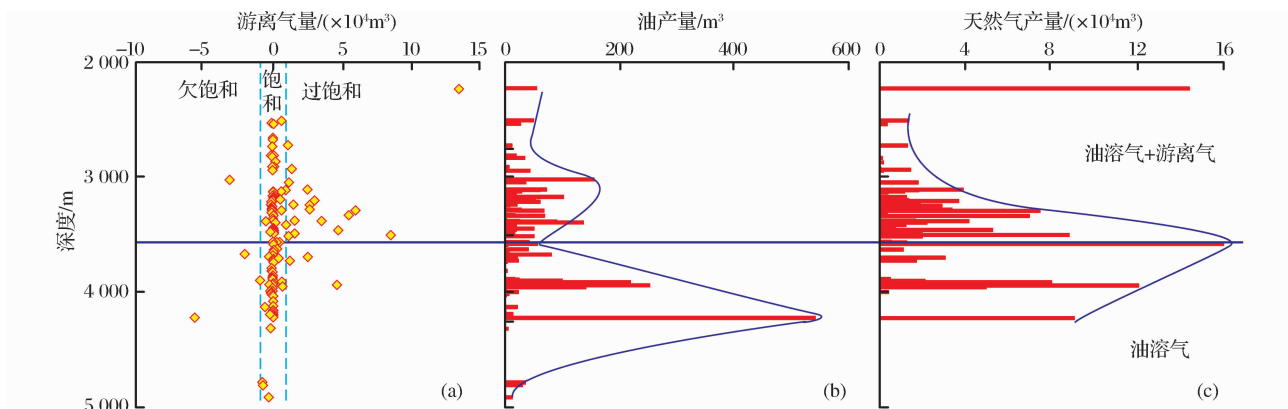 游离气量/(×10⁴m³)
-10 -5 0 5 10 15
油产量/m³
0 200 400 600
天然气产量/(×10⁴m³)
0 4 8 12 16
深度/m
2 000
3 000
4 000
5 000
欠饱和
饱和
过饱和
(a)
(b)
油溶气+游离气
油溶气
(c)